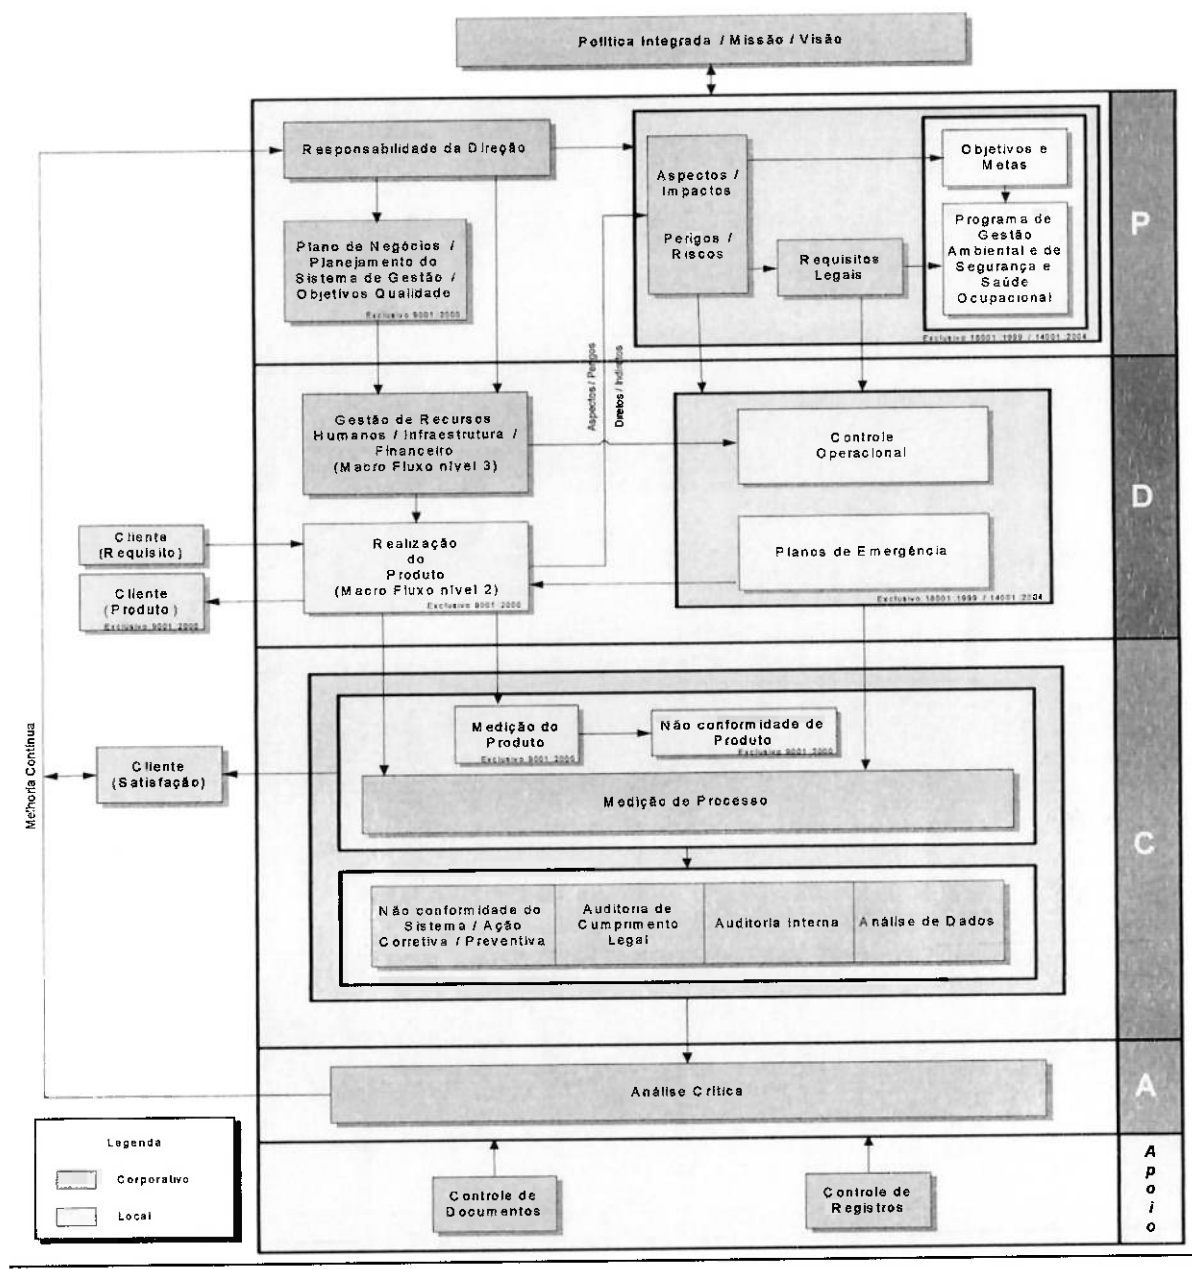 Política Integrada / Missão / Visão
Responsabilidade da Direção
Plano de Negócios /
Planejamento do
Sistema de Gestão /
Objetivos Qualidade
Exclusivo 9001:2000
Aspectos /
Impactos
Perigos /
Riscos
Requisitos
Legais
Objetivos e
Metas
Programa de
Gestão
Ambiental e de
Segurança e
Saúde
Ocupacional
Exclusivo 18001:1999 / 14001:2004
P
Aspectos / Perigos
Diretos / Indiretos
Gestão de Recursos
Humanos / Infraestrutura /
Financeiro
(Macro Fluxo nível 3)
Controle
Operacional
Cliente
(Requisito)
Realização
do
Produto
(Macro Fluxo nível 2)
Exclusivo 9001:2000
Planos de Emergência
Exclusivo 18001:1999 / 14001:2004
Cliente
(Produto)
Exclusivo 9001:2000
D
Medição do
Produto
Exclusivo 9001:2000
Não conformidade de
Produto
Exclusivo 9001:2000
Cliente
(Satisfação)
Medição de Processo
Melhoria Contínua
Não conformidade do
Sistema / Ação
Corretiva / Preventiva
Auditoria de
Cumprimento
Legal
Auditoria Interna
Análise de Dados
C
Análise Crítica
A
Legenda
Corporativo
Local
Controle de
Documentos
Controle de
Registros
Apoio